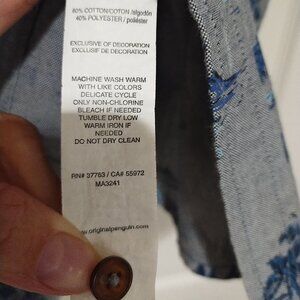 60% COTTON/COTON /algodón
40% POLYESTER / poliéster
EXCLUSIVE OF DECORATION
EXCLUSIF DE DECORATION
MACHINE WASH WARM
WITH LIKE COLORS
DELICATE CYCLE
ONLY NON-CHLORINE
BLEACH IF NEEDED
TUMBLE DRY LOW
WARM IRON IF
NEEDED
DO NOT DRY CLEAN
RN# 37763 / CA# 55972
MA3241
www.originalpenguin.com